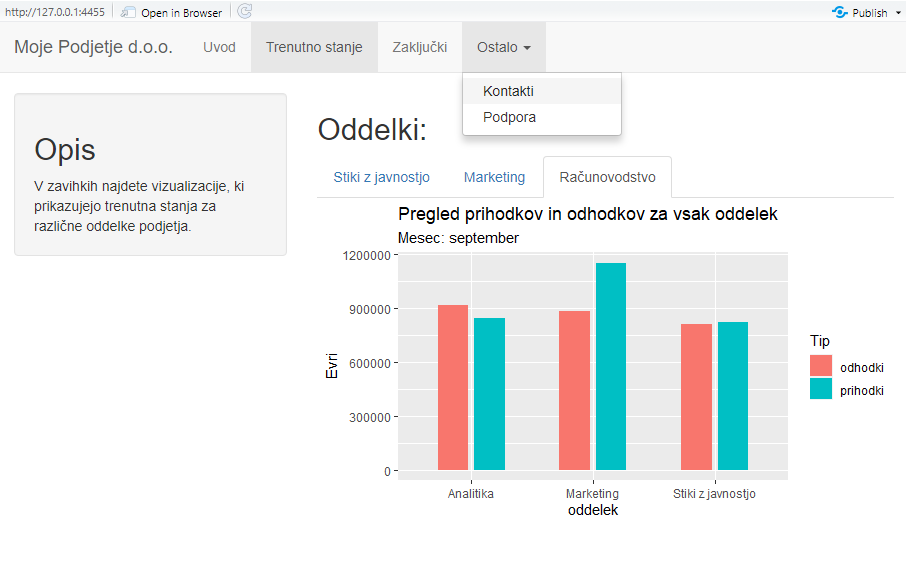 http://127.0.0.1:4455 Open in Browser Publish
Moje Podjetje d.o.o. Uvod Trenutno stanje Zaključki Ostalo
Kontakti
Podpora
Opis
V zavihkih najdete vizualizacije, ki
prikazujejo trenutna stanja za
različne oddelke podjetja.
Oddelki:
Stiki z javnostjo Marketing Računovodstvo
Pregled prihodkov in odhodkov za vsak oddelek
Mesec: september
1200000
900000
600000
300000
0
Evri
Analitika Marketing Stiki z javnostjo
oddelek
Tip
odhodki
prihodki